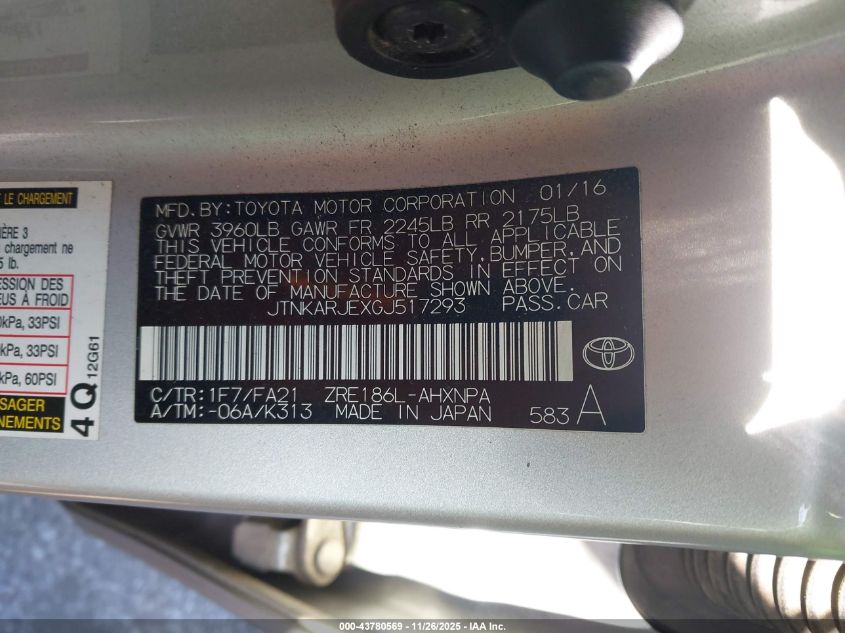 T LE CHARGEMENT
IÈRE 3
chargement ne
5 lb.
ESSION DES
EUS À FROID
0kPa, 33PSI
kPa, 33PSI
kPa, 60PSI
SAGER
NNEMENTS
4Q 12G61
MFD. BY: TOYOTA MOTOR CORPORATION 01/16
GVWR 3960LB GAWR FR 2245LB RR 2175LB
THIS VEHICLE CONFORMS TO ALL APPLICABLE
FEDERAL MOTOR VEHICLE SAFETY, BUMPER, AND
THEFT PREVENTION STANDARDS IN EFFECT ON
THE DATE OF MANUFACTURE SHOWN ABOVE.
JTNKARJEXGJ517293 PASS. CAR
C/TR: 1F7/FA21 ZRE186L-AHXNPA
A/TM: -06A/K313 MADE IN JAPAN 583 A
000-43780569 - 11/26/2025 - IAA Inc.